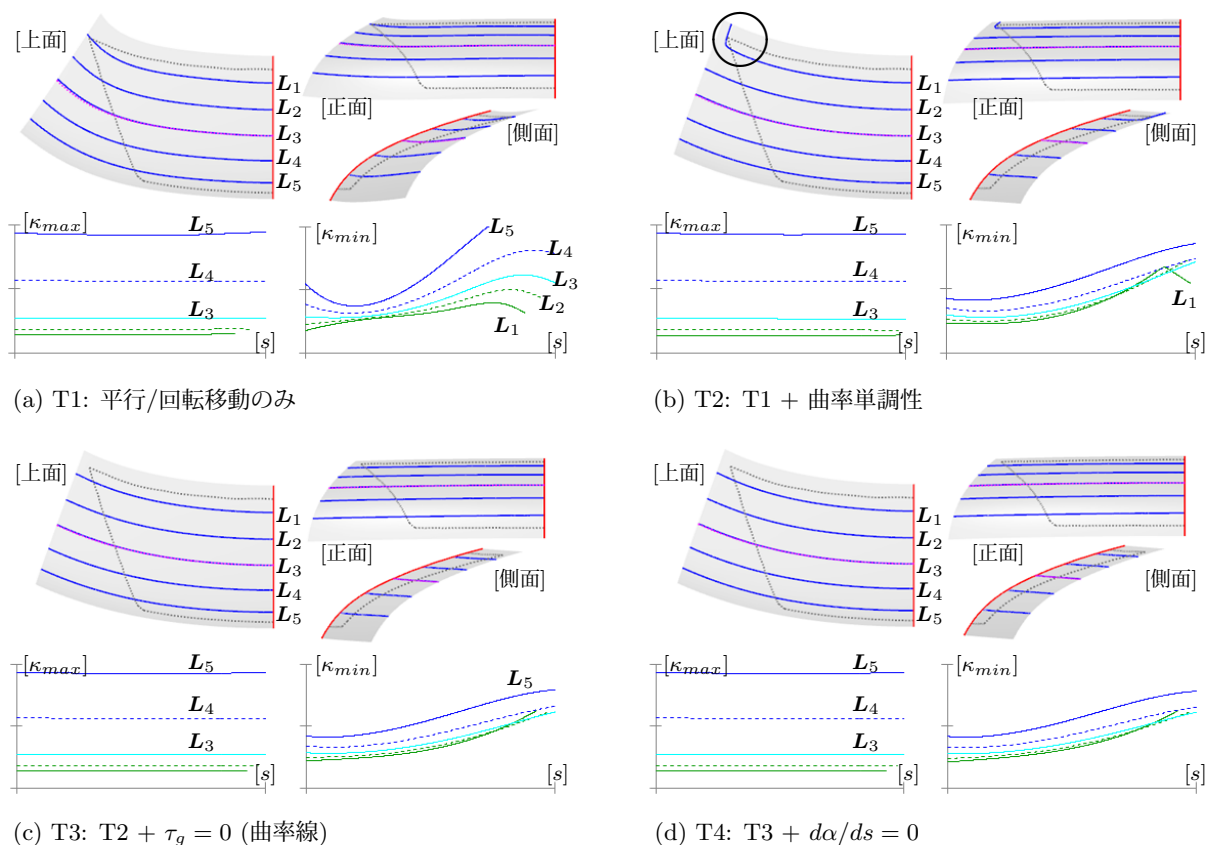 [上面]
L1
L2
L3
L4
L5
[正面]
[側面]
[κmax]
L5
L4
L3
[s]
[κmin]
L5
L4
L3
L2
L1
[s]
(a) T1: 平行/回転移動のみ
[上面]
L1
L2
L3
L4
L5
[正面]
[側面]
[κmax]
L5
L4
L3
[s]
[κmin]
L1
[s]
(b) T2: T1 + 曲率単調性
[上面]
L1
L2
L3
L4
L5
[正面]
[側面]
[κmax]
L5
L4
L3
[s]
[κmin]
L5
[s]
(c) T3: T2 + τg = 0 (曲率線)
[上面]
L1
L2
L3
L4
L5
[正面]
[側面]
[κmax]
L5
L4
L3
[s]
[κmin]
[s]
(d) T4: T3 + dα/ds = 0